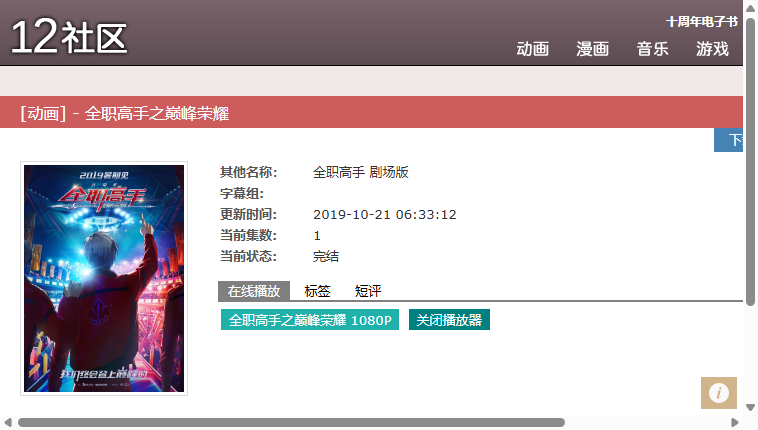 12社区
十周年电子书
动画 漫画 音乐 游戏
[动画] - 全职高手之巅峰荣耀
其他名称: 全职高手 剧场版
字幕组:
更新时间: 2019-10-21 06:33:12
当前集数: 1
当前状态: 完结
在线播放 标签 短评
全职高手之巅峰荣耀 1080P 关闭播放器
2019暑期见
全职高手
我们终会登上巅峰的